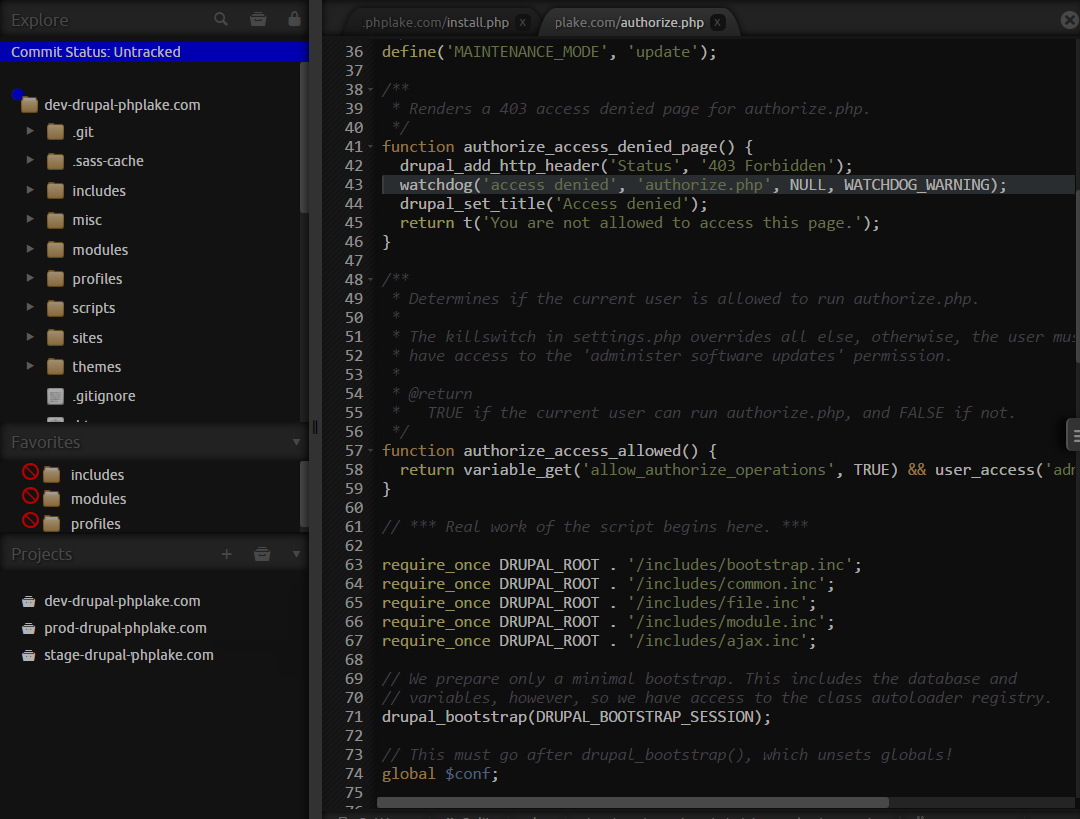 Explore
Commit Status: Untracked
dev-drupal-phplake.com
.git
.sass-cache
includes
misc
modules
profiles
scripts
sites
themes
.gitignore
Favorites
includes
modules
profiles
Projects
dev-drupal-phplake.com
prod-drupal-phplake.com
stage-drupal-phplake.com
.phplake.com/install.php x
plake.com/authorize.php x
36 define('MAINTENANCE_MODE', 'update');
37
38 /**
39 * Renders a 403 access denied page for authorize.php.
40 */
41 function authorize_access_denied_page() {
42 drupal_add_http_header('Status', '403 Forbidden');
43 watchdog('access denied', 'authorize.php', NULL, WATCHDOG_WARNING);
44 drupal_set_title('Access denied');
45 return t('You are not allowed to access this page.');
46 }
47
48 /**
49 * Determines if the current user is allowed to run authorize.php.
50 *
51 * The killswitch in settings.php overrides all else, otherwise, the user mus
52 * have access to the 'administer software updates' permission.
53 *
54 * @return
55 * TRUE if the current user can run authorize.php, and FALSE if not.
56 */
57 function authorize_access_allowed() {
58 return variable_get('allow_authorize_operations', TRUE) && user_access('adm
59 }
60
61 // *** Real work of the script begins here. ***
62
63 require_once DRUPAL_ROOT . '/includes/bootstrap.inc';
64 require_once DRUPAL_ROOT . '/includes/common.inc';
65 require_once DRUPAL_ROOT . '/includes/file.inc';
66 require_once DRUPAL_ROOT . '/includes/module.inc';
67 require_once DRUPAL_ROOT . '/includes/ajax.inc';
68
69 // We prepare only a minimal bootstrap. This includes the database and
70 // variables, however, so we have access to the class autoloader registry.
71 drupal_bootstrap(DRUPAL_BOOTSTRAP_SESSION);
72
73 // This must go after drupal_bootstrap(), which unsets globals!
74 global $conf;
75